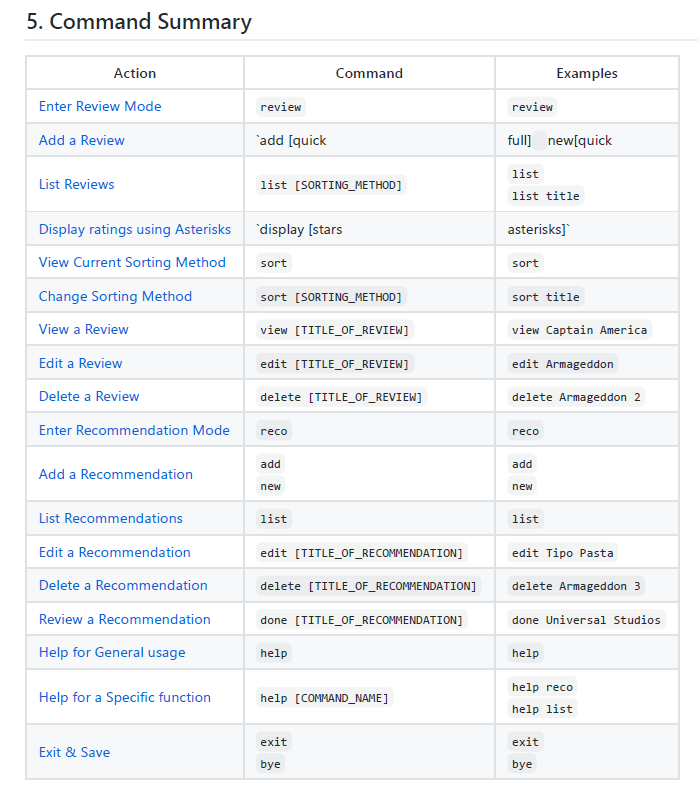 5. Command Summary
Action Command Examples
Enter Review Mode review review
Add a Review `add [quick full] new[quick
List Reviews list [SORTING_METHOD] list
list title
Display ratings using Asterisks `display [stars asterisks]`
View Current Sorting Method sort sort
Change Sorting Method sort [SORTING_METHOD] sort title
View a Review view [TITLE_OF_REVIEW] view Captain America
Edit a Review edit [TITLE_OF_REVIEW] edit Armageddon
Delete a Review delete [TITLE_OF_REVIEW] delete Armageddon 2
Enter Recommendation Mode reco reco
Add a Recommendation add add
new new
List Recommendations list list
Edit a Recommendation edit [TITLE_OF_RECOMMENDATION] edit Tipo Pasta
Delete a Recommendation delete [TITLE_OF_RECOMMENDATION] delete Armageddon 3
Review a Recommendation done [TITLE_OF_RECOMMENDATION] done Universal Studios
Help for General usage help help
Help for a Specific function help [COMMAND_NAME] help reco
help list
Exit & Save exit exit
bye bye